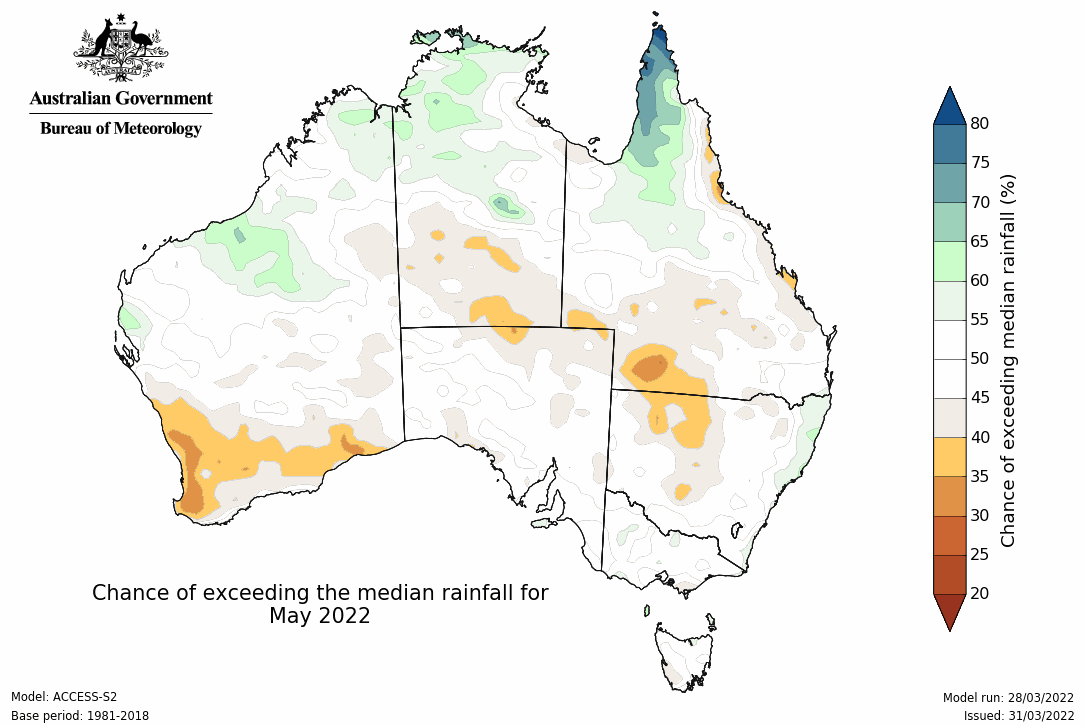 Australian Government
Bureau of Meteorology
80
75
70
65
60
55
50
45
40
35
30
25
20
Chance of exceeding median rainfall (%)
Chance of exceeding the median rainfall for
May 2022
Model: ACCESS-S2
Base period: 1981-2018
Model run: 28/03/2022
Issued: 31/03/2022